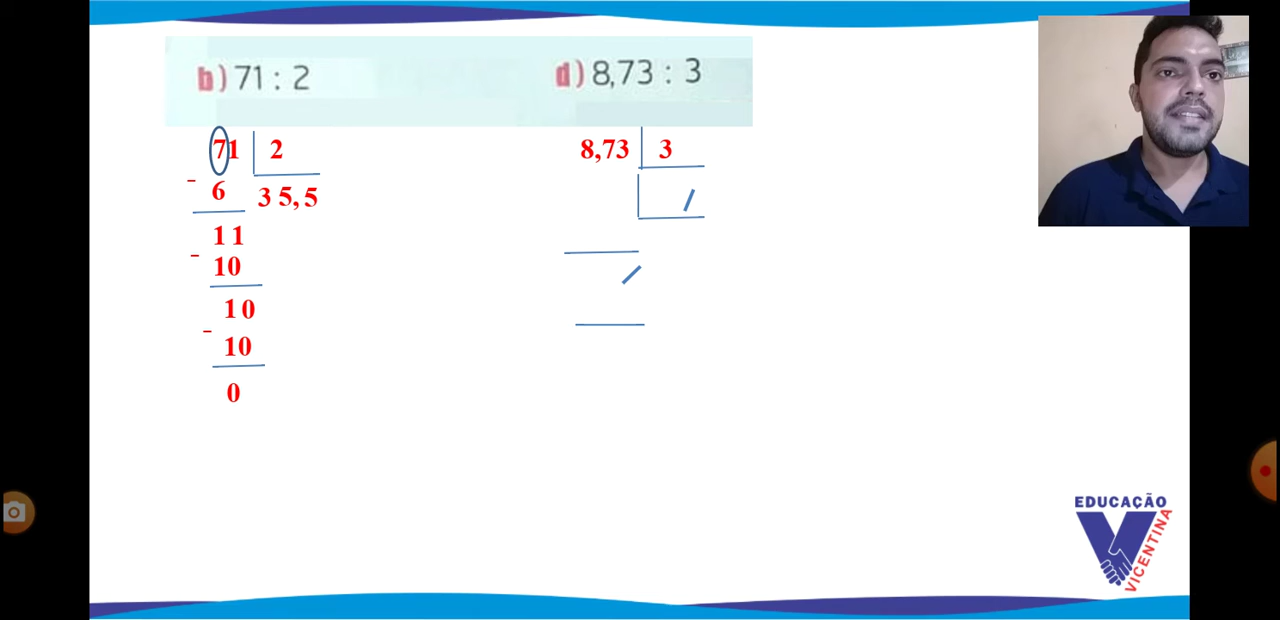 b) 71 : 2
71 2
- 6 35,5
11
- 10
10
- 10
0
d) 8,73 : 3
8,73 3
EDUCAÇÃO
VICENTINA